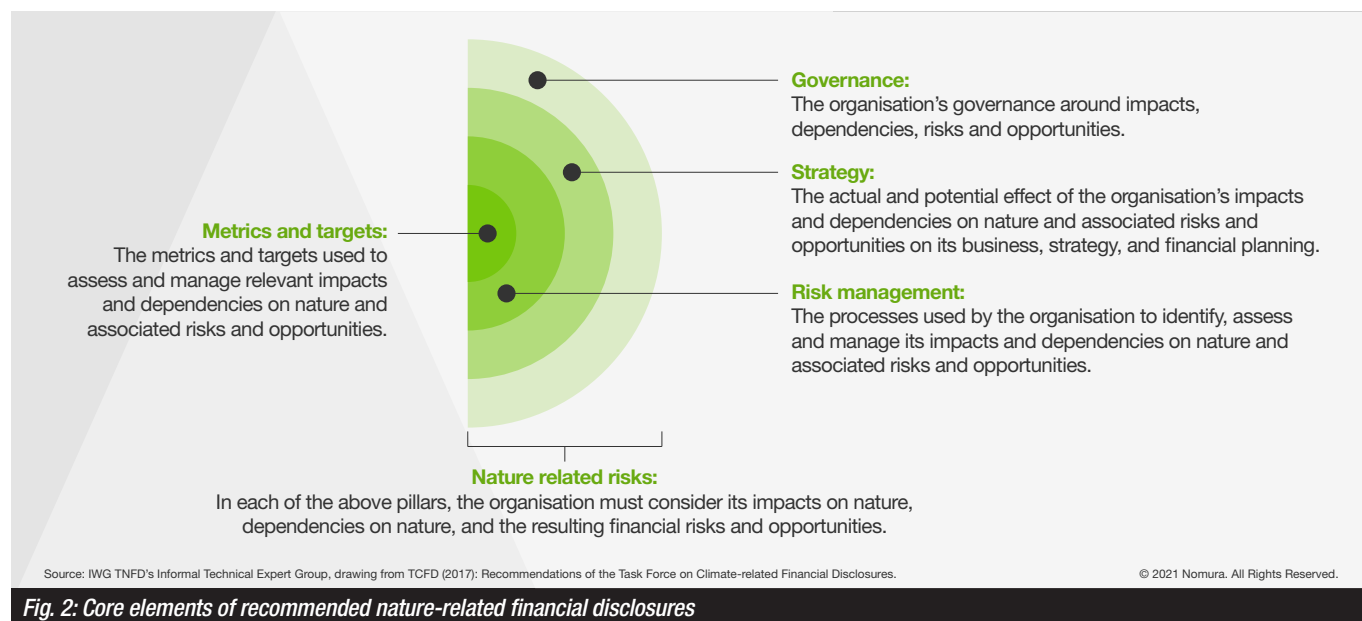 Governance:
The organisation’s governance around impacts,
dependencies, risks and opportunities.
Strategy:
The actual and potential effect of the organisation’s impacts
and dependencies on nature and associated risks and
opportunities on its business, strategy, and financial planning.
Metrics and targets:
The metrics and targets used to
assess and manage relevant impacts
and dependencies on nature and
associated risks and opportunities.
Risk management:
The processes used by the organisation to identify, assess
and manage its impacts and dependencies on nature and
associated risks and opportunities.
Nature related risks:
In each of the above pillars, the organisation must consider its impacts on nature,
dependencies on nature, and the resulting financial risks and opportunities.
Source: IWG TNFD’s Informal Technical Expert Group, drawing from TCFD (2017): Recommendations of the Task Force on Climate-related Financial Disclosures.
© 2021 Nomura. All Rights Reserved.
Fig. 2: Core elements of recommended nature-related financial disclosures